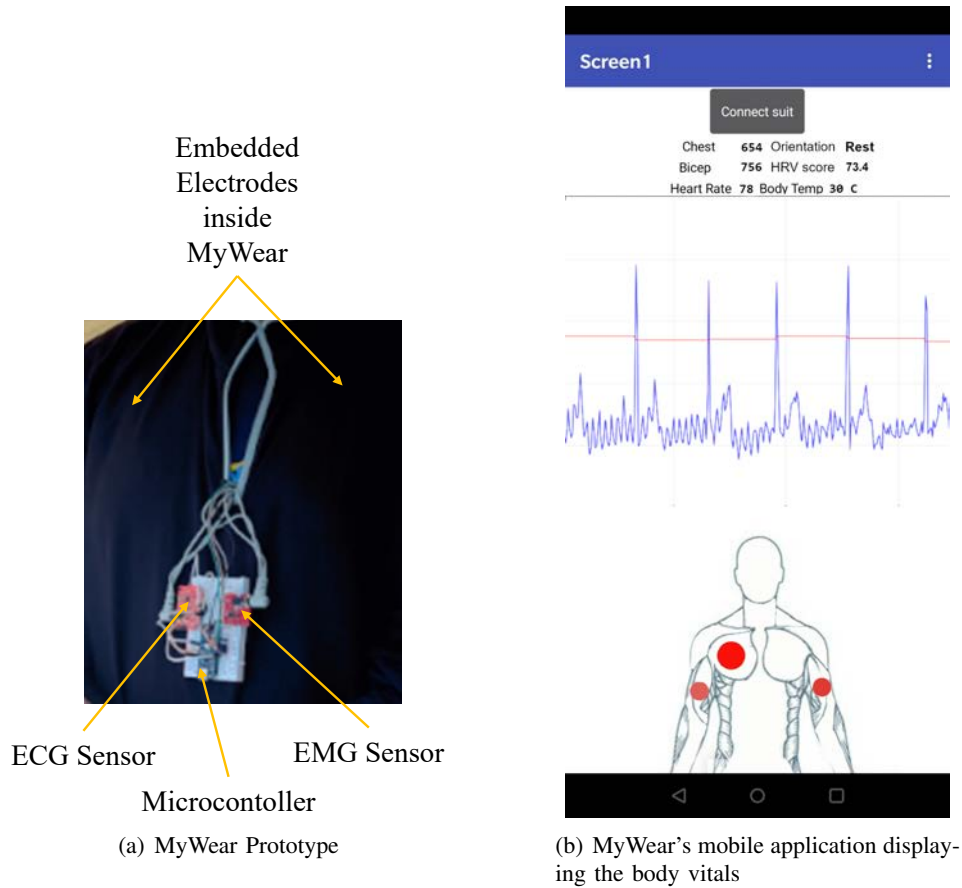 Embedded
Electrodes
inside
MyWear
ECG Sensor
EMG Sensor
Microcontoller
(a) MyWear Prototype
Screen1
Connect suit
Chest 654 Orientation Rest
Bicep 756 HRV score 73.4
Heart Rate 78 Body Temp 30 C
(b) MyWear's mobile application display-
ing the body vitals